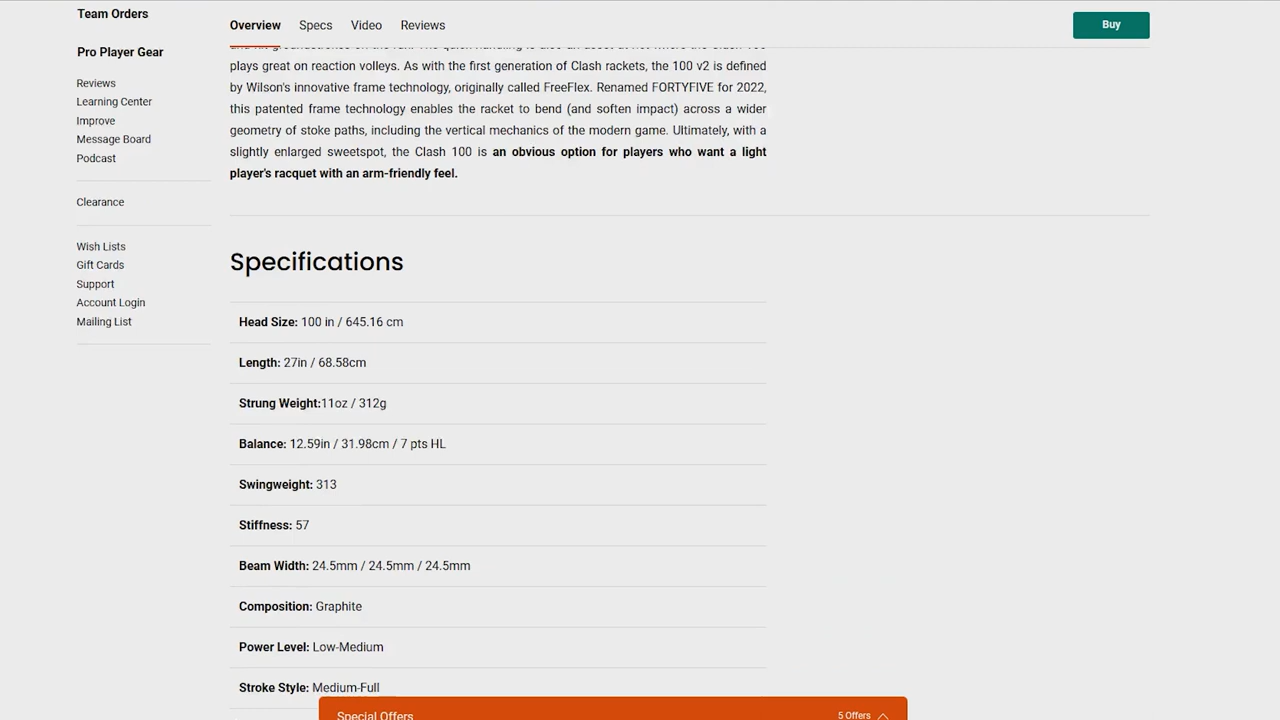 Team Orders
Pro Player Gear
Reviews
Learning Center
Improve
Message Board
Podcast
Clearance
Wish Lists
Gift Cards
Support
Account Login
Mailing List
Overview Specs Video Reviews
Buy
plays great on reaction volleys. As with the first generation of Clash rackets, the 100 v2 is defined
by Wilson's innovative frame technology, originally called FreeFlex. Renamed FORTYFIVE for 2022,
this patented frame technology enables the racket to bend (and soften impact) across a wider
geometry of stoke paths, including the vertical mechanics of the modern game. Ultimately, with a
slightly enlarged sweetspot, the Clash 100 is an obvious option for players who want a light
player's racquet with an arm-friendly feel.
Specifications
Head Size: 100 in / 645.16 cm
Length: 27in / 68.58cm
Strung Weight:11oz / 312g
Balance: 12.59in / 31.98cm / 7 pts HL
Swingweight: 313
Stiffness: 57
Beam Width: 24.5mm / 24.5mm / 24.5mm
Composition: Graphite
Power Level: Low-Medium
Stroke Style: Medium-Full
Special Offers 5 Offers